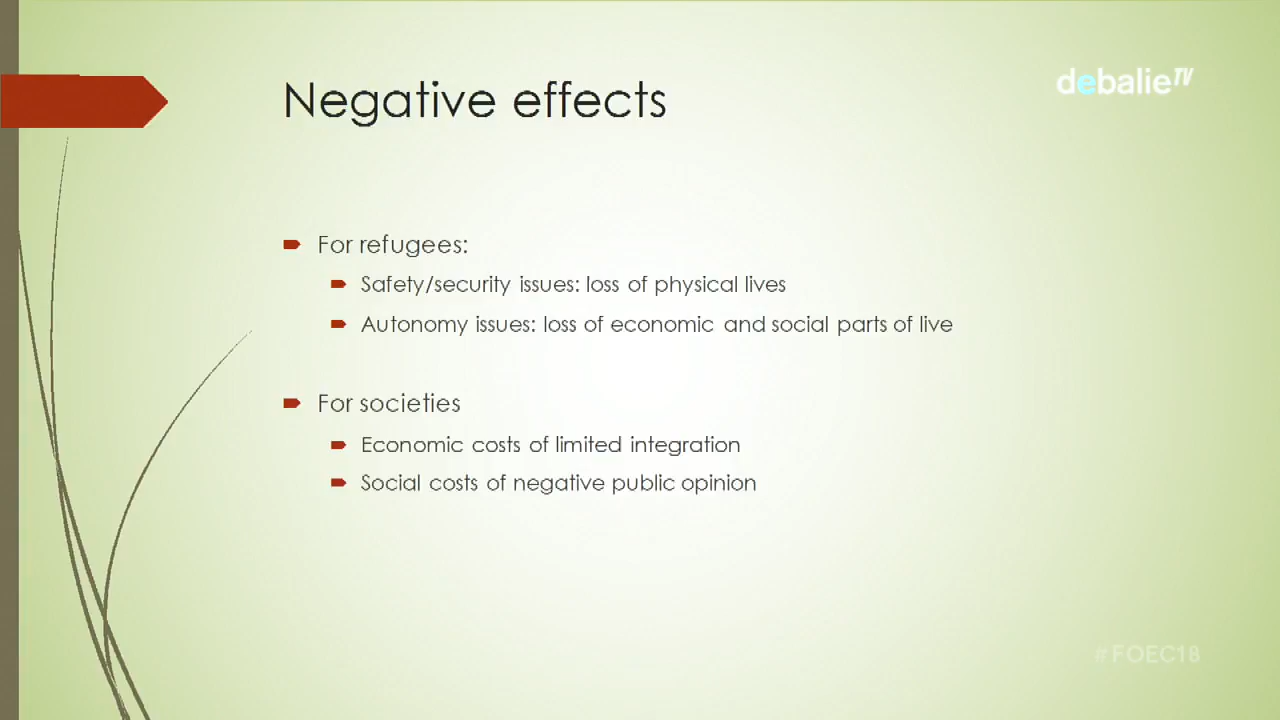 debalieTV
Negative effects
For refugees:
Safety/security issues: loss of physical lives
Autonomy issues: loss of economic and social parts of live
For societies
Economic costs of limited integration
Social costs of negative public opinion
#FOEC18